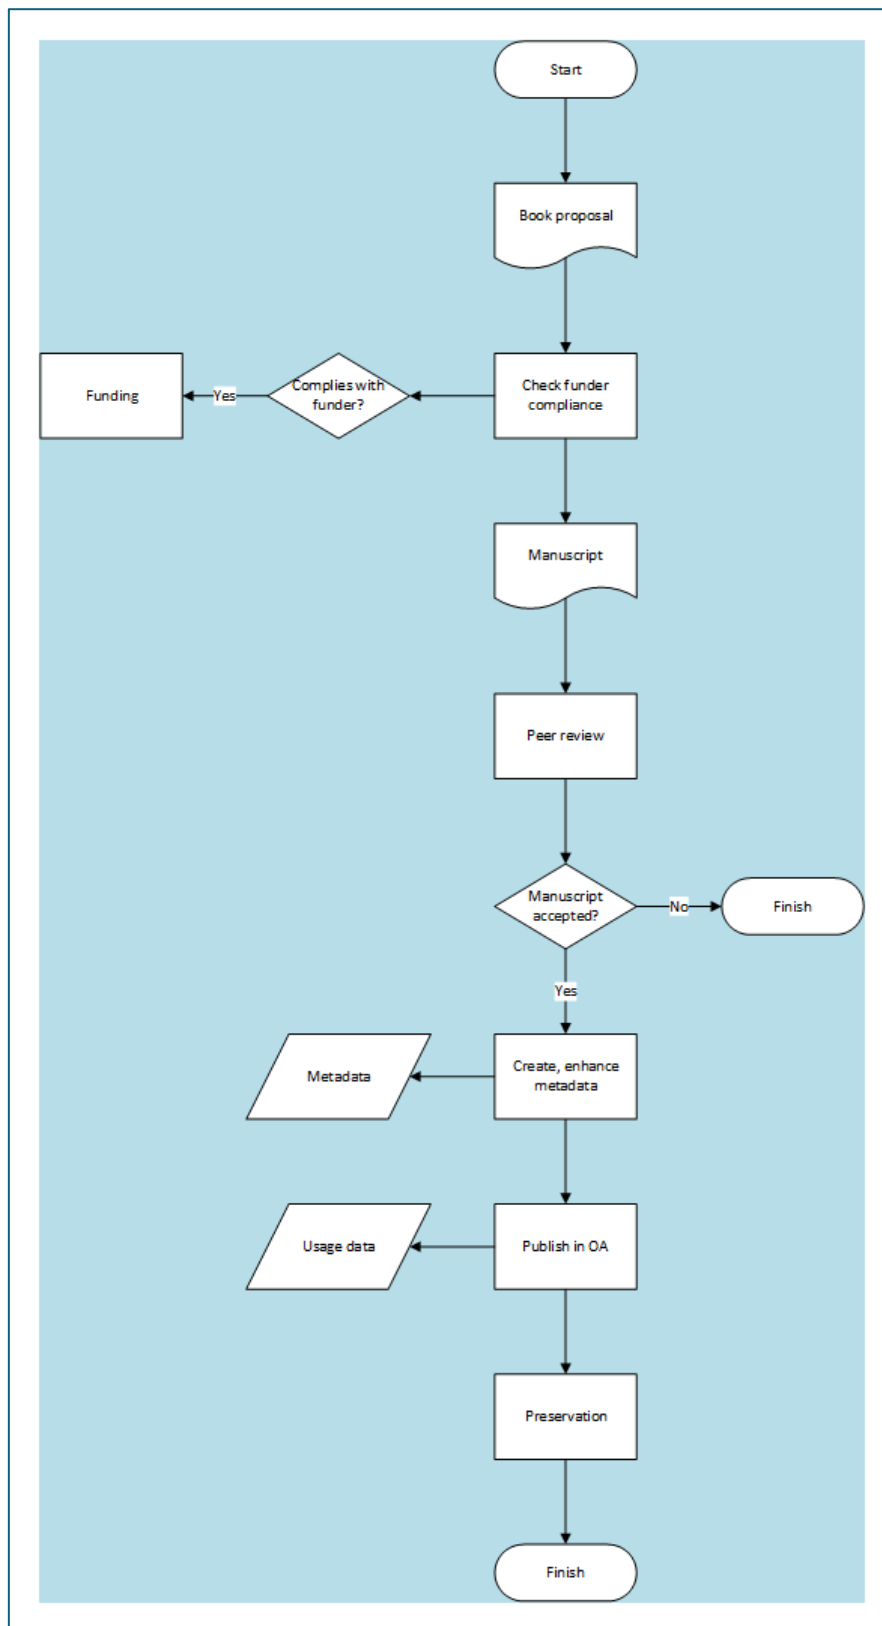 Start
Book proposal
Funding
Yes
Complies with
funder?
Check funder
compliance
Manuscript
Peer review
Manuscript
accepted?
No
Finish
Yes
Metadata
Create, enhance
metadata
Usage data
Publish in OA
Preservation
Finish